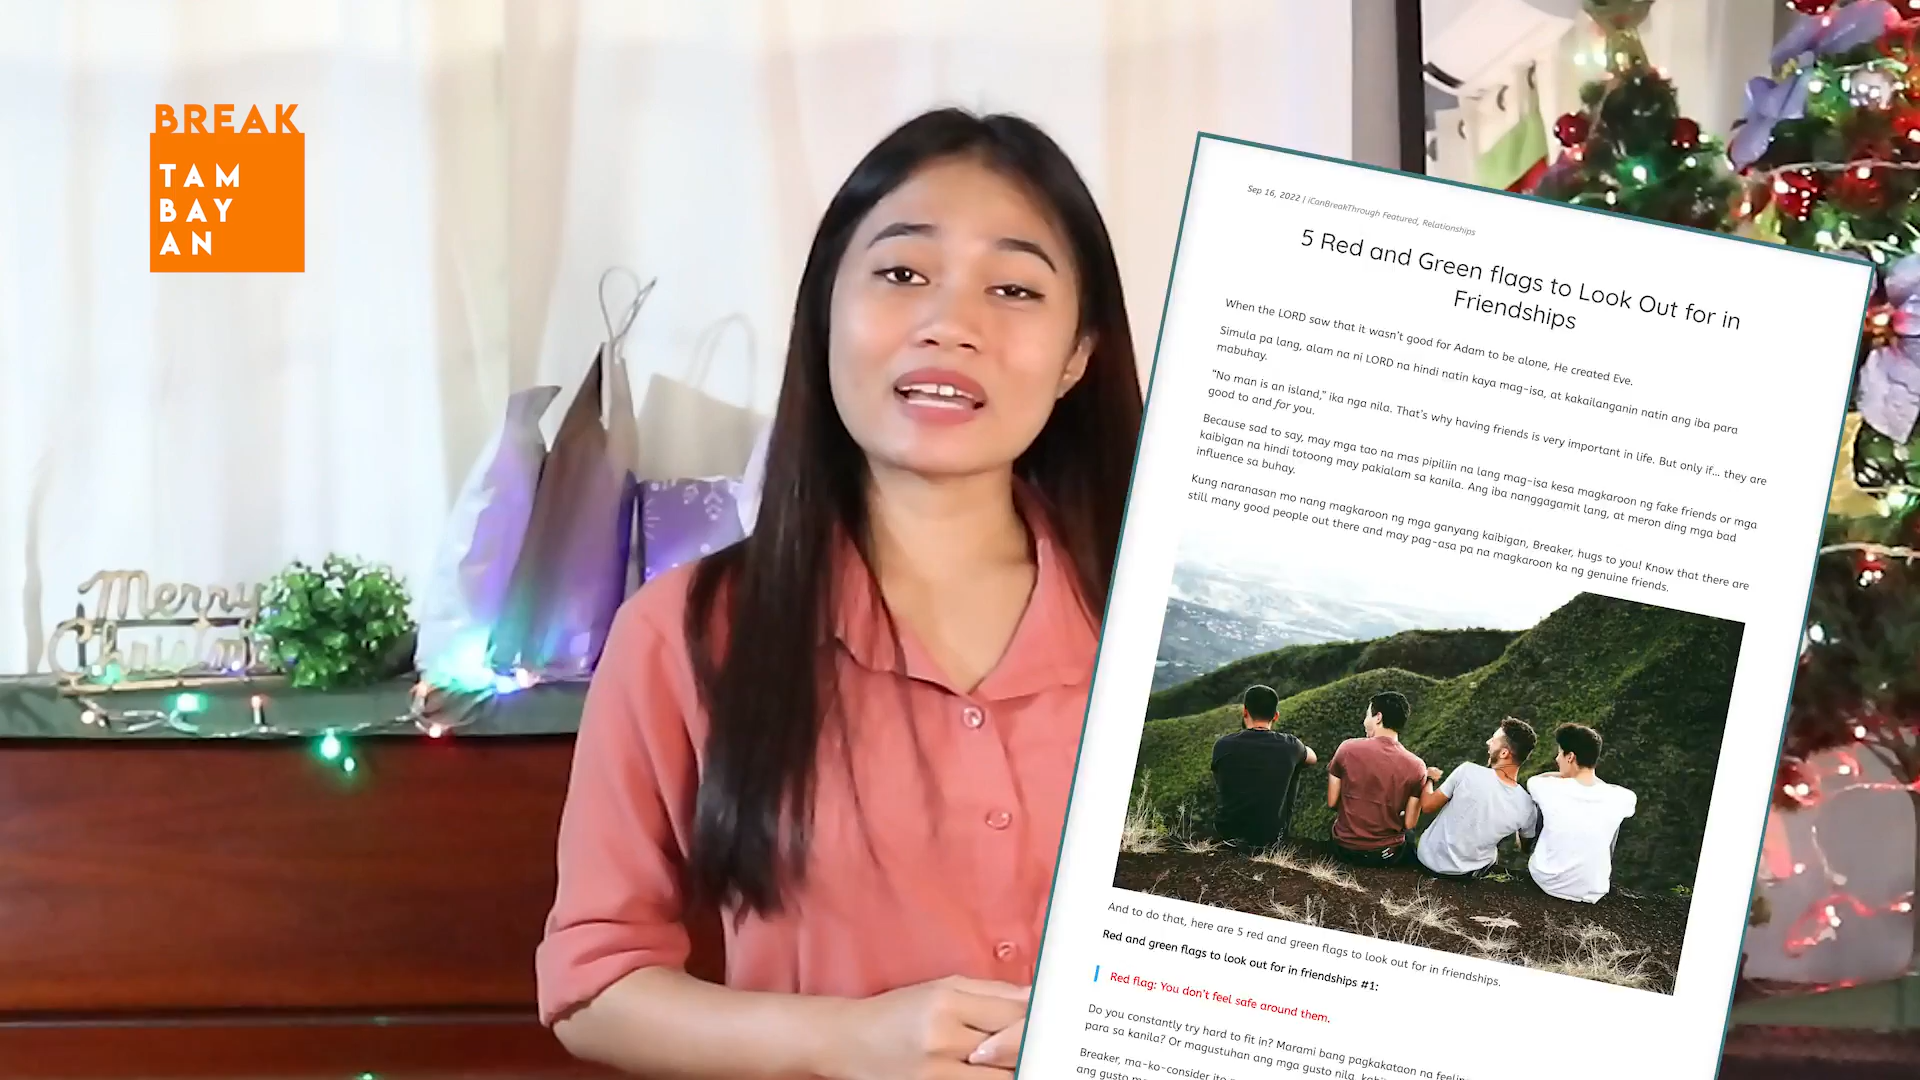 BREAK
TAM
BAY
AN
Merry
Christmas
Sep 16, 2022 | iCanBreakThrough Featured, Relationships
5 Red and Green flags to Look Out for in
Friendships
When the LORD saw that it wasn't good for Adam to be alone, He created Eve.
Simula pa lang, alam na ni LORD na hindi natin kaya mag-isa, at kakailanganin natin ang iba para
mabuhay.
"No man is an island," ika nga nila. That's why having friends is very important in life. But only if... they are
good to and for you.
Because sad to say, may mga tao na mas pipiliin na lang mag-isa kesa magkaroon ng fake friends or mga
kaibigan na hindi totoong may pakialam sa kanila. Ang iba nanggagamit lang, at meron ding mga bad
influence sa buhay.
Kung naranasan mo nang magkaroon ng mga ganyang kaibigan, Breaker, hugs to you! Know that there are
still many good people out there and may pag-asa pa na magkaroon ka ng genuine friends.
And to do that, here are 5 red and green flags to look out for in friendships.
Red and green flags to look out for in friendships #1:
Red flag: You don't feel safe around them.
Do you constantly try hard to fit in? Marami bang pagkakataon na
para sa kanila? Or magustuhan ang mga gusto nila,
Breaker, ma-ko-consider ito
ang gusto